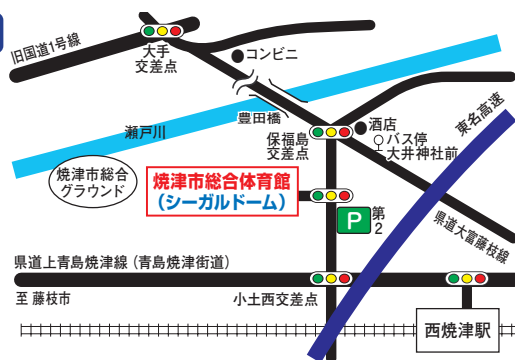 旧国道1号線
大手
交差点
コンビニ
豊田橋
瀬戸川
保福島
交差点
酒店
バス停
大井神社前
東名高速
焼津市総合
グラウンド
焼津市総合体育館
(シーガルドーム)
P
第2
県道大富藤枝線
県道上青島焼津線(青島焼津街道)
至 藤枝市
小土西交差点
西焼津駅